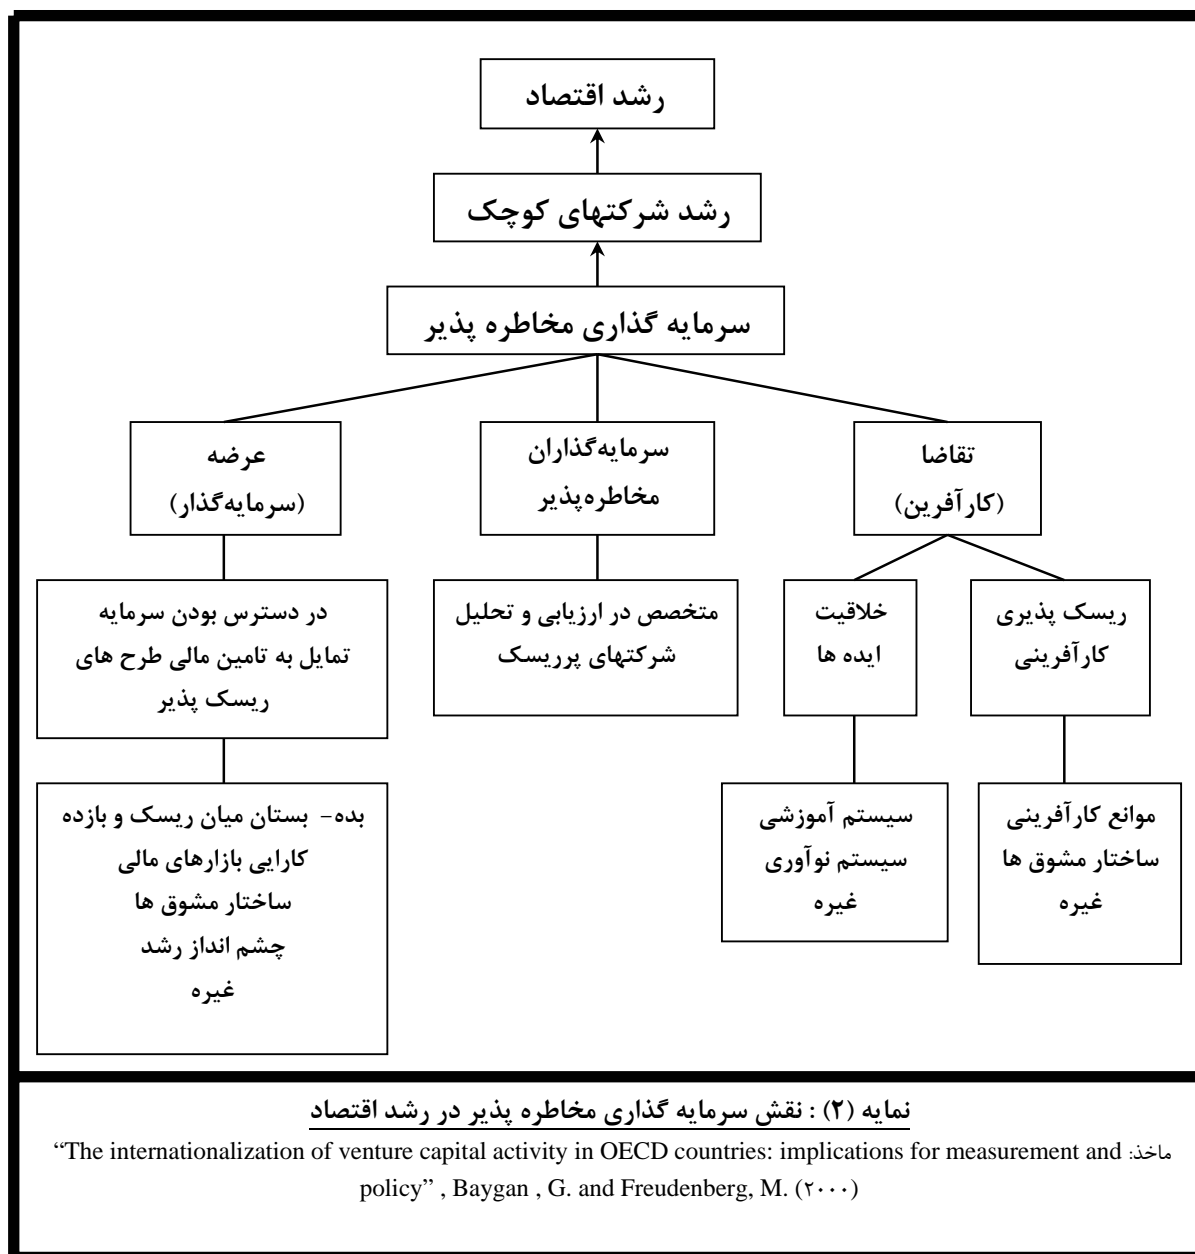 رشد اقتصاد
رشد شرکتهای کوچک
سرمایه گذاری مخاطره پذیر
تقاضا
(کارآفرین)
سرمایه‌گذاران
مخاطره‌پذیر
عرضه
(سرمایه‌گذار)
ریسک پذیری
کارآفرینی
خلاقیت
ایده ها
متخصص در ارزیابی و تحلیل
شرکتهای پرریسک
در دسترس بودن سرمایه
تمایل به تامین مالی طرح های
ریسک پذیر
موانع کارآفرینی
ساختار مشوق ها
غیره
سیستم آموزشی
سیستم نوآوری
غیره
بده- بستان میان ریسک و بازده
کارایی بازارهای مالی
ساختار مشوق ها
چشم انداز رشد
غیره
نمایه (۲) : نقش سرمایه گذاری مخاطره پذیر در رشد اقتصاد
ماخذ: “The internationalization of venture capital activity in OECD countries: implications for measurement and
policy” , Baygan , G. and Freudenberg, M. (۲۰۰۰)